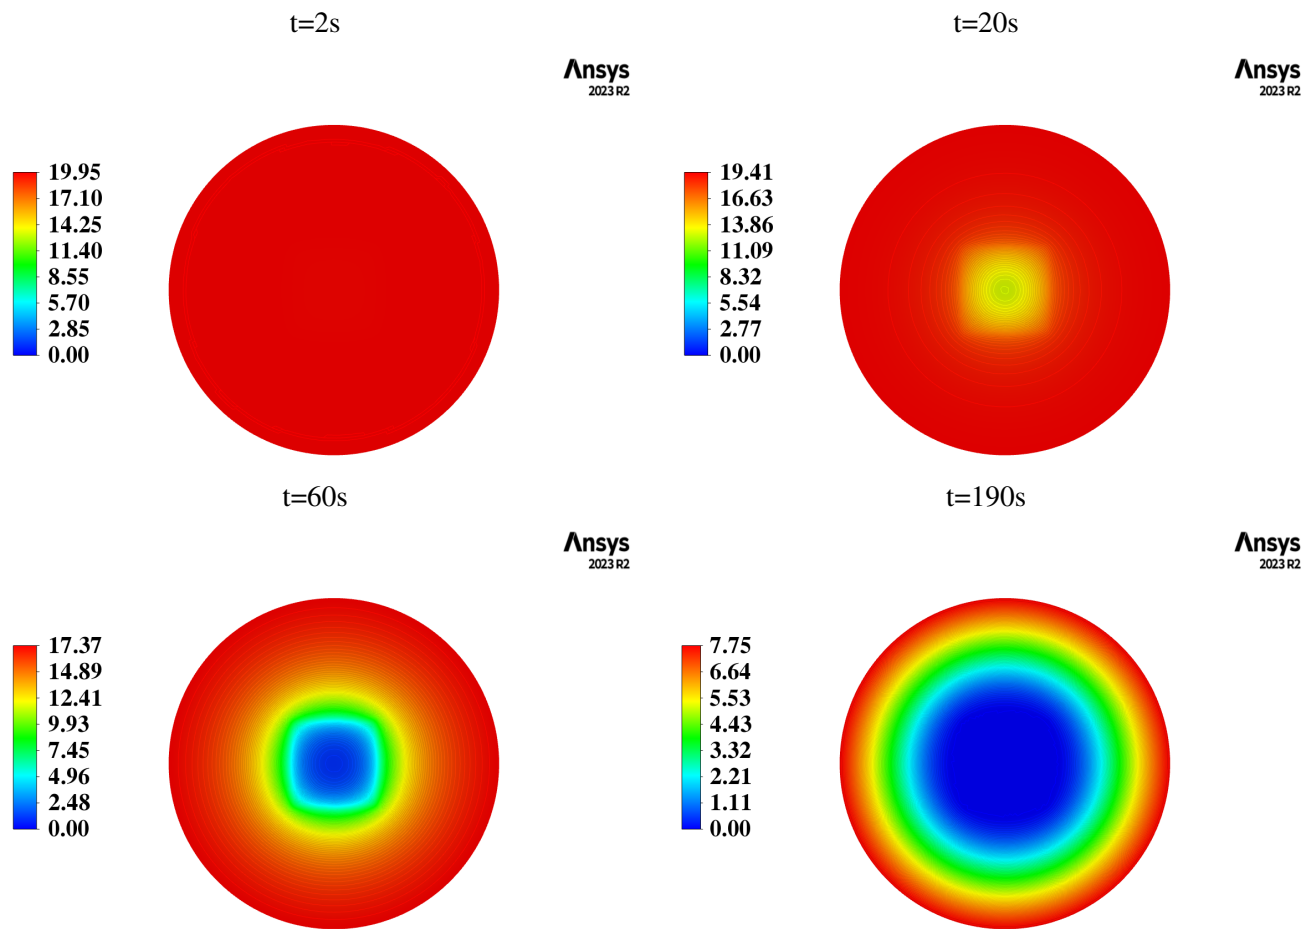 t=2s
Ansys
2023 R2
19.95
17.10
14.25
11.40
8.55
5.70
2.85
0.00
t=20s
Ansys
2023 R2
19.41
16.63
13.86
11.09
8.32
5.54
2.77
0.00
t=60s
Ansys
2023 R2
17.37
14.89
12.41
9.93
7.45
4.96
2.48
0.00
t=190s
Ansys
2023 R2
7.75
6.64
5.53
4.43
3.32
2.21
1.11
0.00